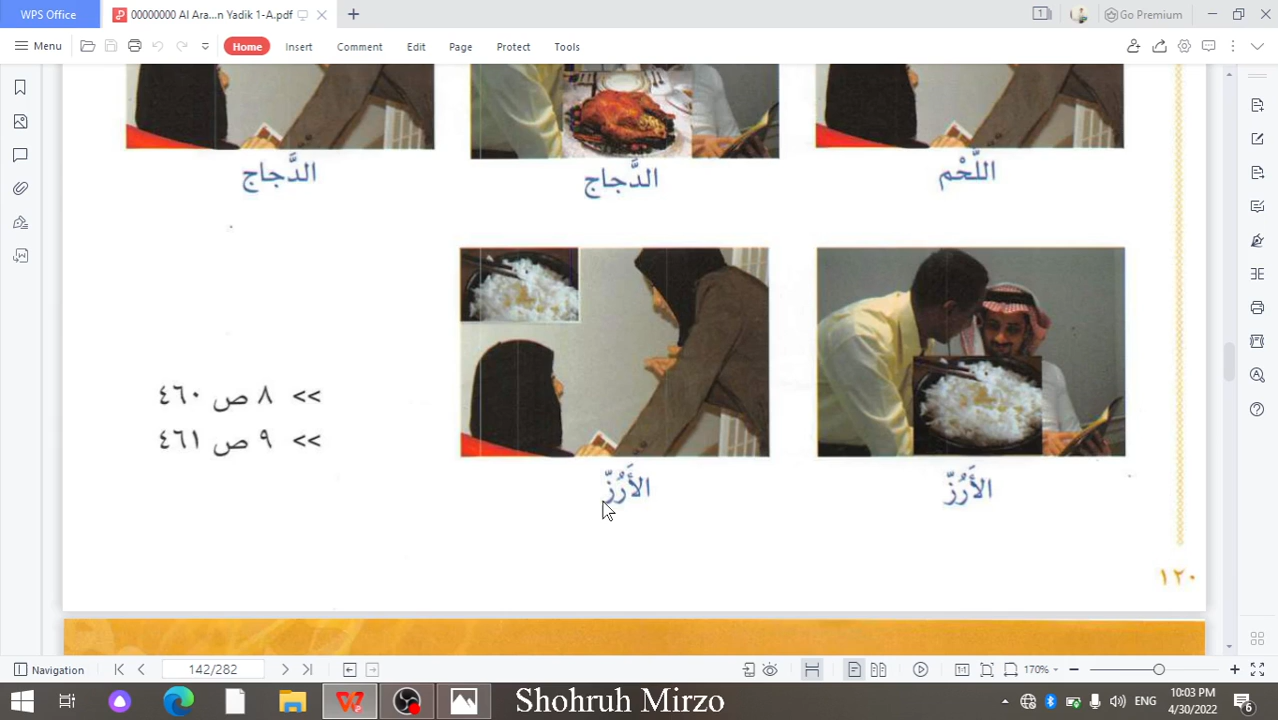 WPS Office
00000000 Al Ara...n Yadik 1-A.pdf
Go Premium
Menu
Home
Insert
Comment
Edit
Page
Protect
Tools
الدَّجاج
الدَّجاج
اللَّحْم
>> ٨ ص ٤٦٠
>> ٩ ص ٤٦١
الأَرُزّ
الأَرُزّ
١٢٠
Navigation
142/282
170%
Shohruh Mirzo
ENG
10:03 PM
4/30/2022
6